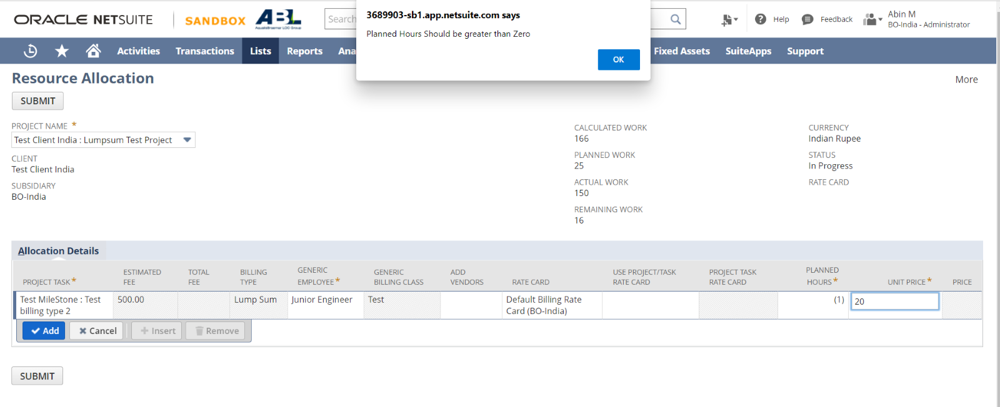 3689903-sb1.app.netsuite.com says
Planned Hours Should be greater than Zero
OK
ORACLE NETSUITE
SANDBOX
ABL
Search
Help
Feedback
Abin M
BO-India - Administrator
Activities Transactions Lists Reports Ana Fixed Assets SuiteApps Support
Resource Allocation
More
SUBMIT
PROJECT NAME *
Test Client India : Lumpsum Test Project
CLIENT
Test Client India
SUBSIDIARY
BO-India
CALCULATED WORK
166
PLANNED WORK
25
ACTUAL WORK
150
REMAINING WORK
16
CURRENCY
Indian Rupee
STATUS
In Progress
RATE CARD
Allocation Details
PROJECT TASK *
ESTIMATED
FEE
TOTAL
FEE
BILLING
TYPE
GENERIC
EMPLOYEE *
GENERIC
BILLING CLASS
ADD
VENDORS
RATE CARD
USE PROJECT/TASK
RATE CARD
PROJECT TASK
RATE CARD
PLANNED
HOURS *
UNIT PRICE *
PRICE
Test MileStone : Test
billing type 2
500.00
Lump Sum
Junior Engineer
Test
Default Billing Rate
Card (BO-India)
(1)
20
Add
Cancel
Insert
Remove
SUBMIT